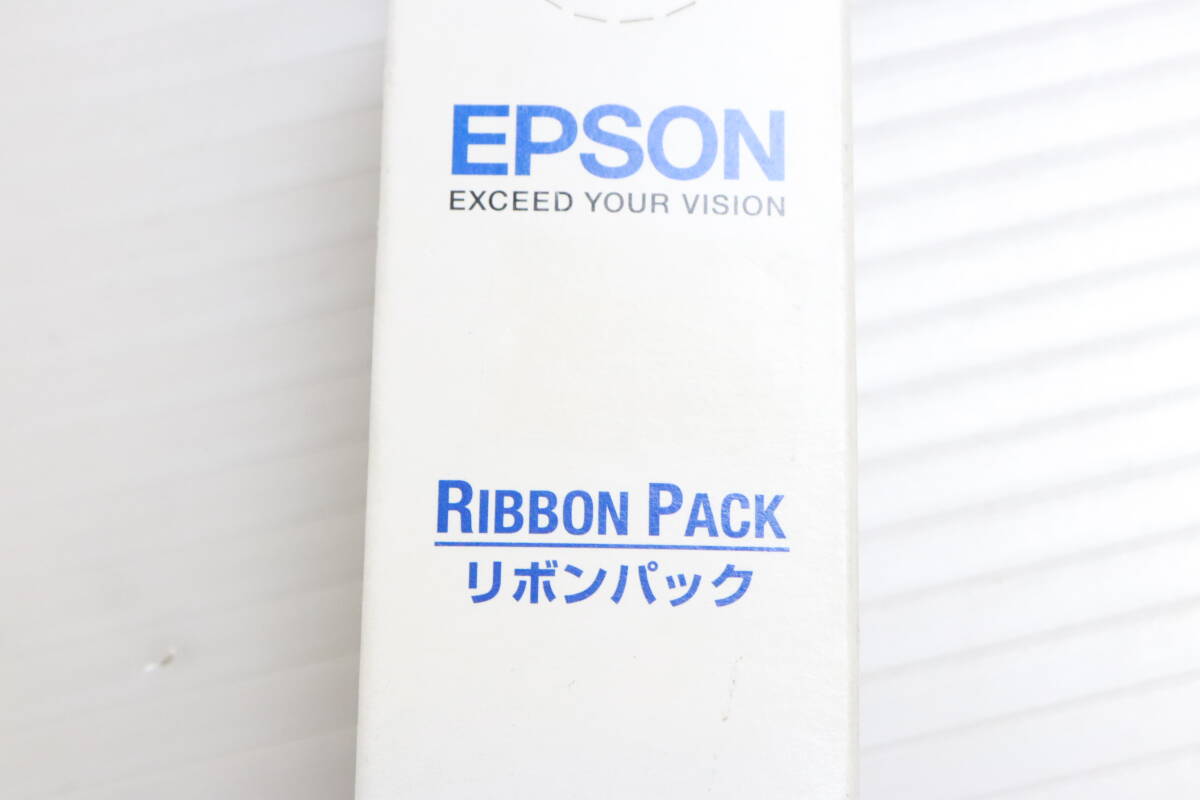 EPSON
EXCEED YOUR VISION
RIBBON PACK
リボンパック